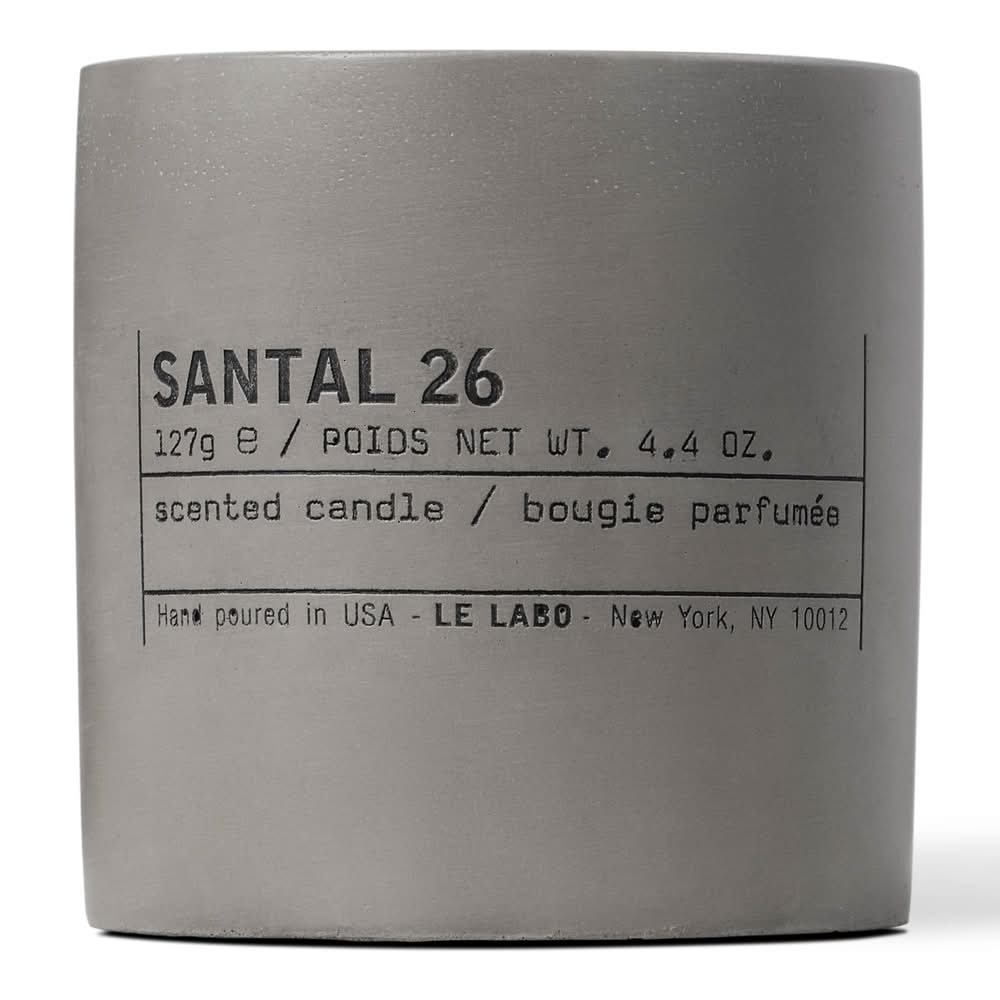 SANTAL 26
127g ℮ / POIDS NET WT. 4.4 OZ.
scented candle / bougie parfumée
Hand poured in USA - LE LABO - New York, NY 10012